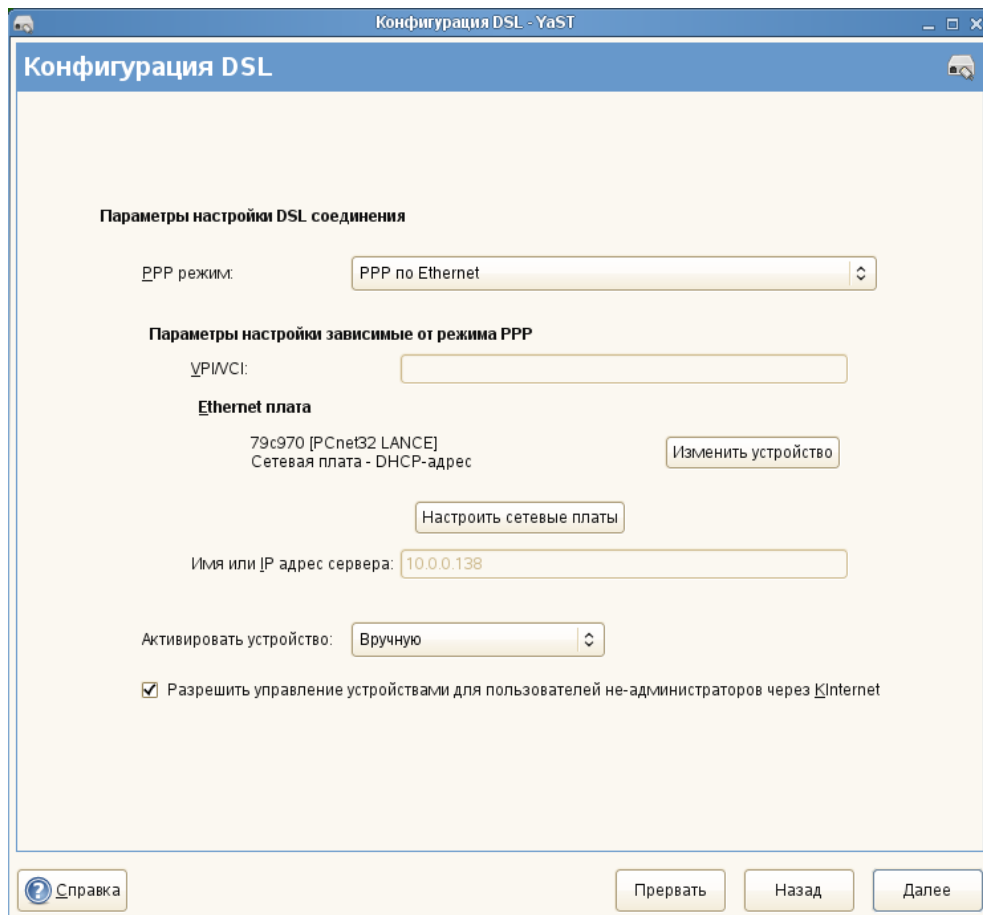 Конфигурация DSL - YaST
Конфигурация DSL
Параметры настройки DSL соединения
PPP режим: PPP по Ethernet
Параметры настройки зависимые от режима PPP
VPI/VCI:
Ethernet плата
79c970 [PCnet32 LANCE]
Сетевая плата - DHCP-адрес
Изменить устройство
Настроить сетевые платы
Имя или IP адрес сервера: 10.0.0.138
Активировать устройство: Вручную
Разрешить управление устройствами для пользователей не-администраторов через KInternet
Справка Прервать Назад Далее